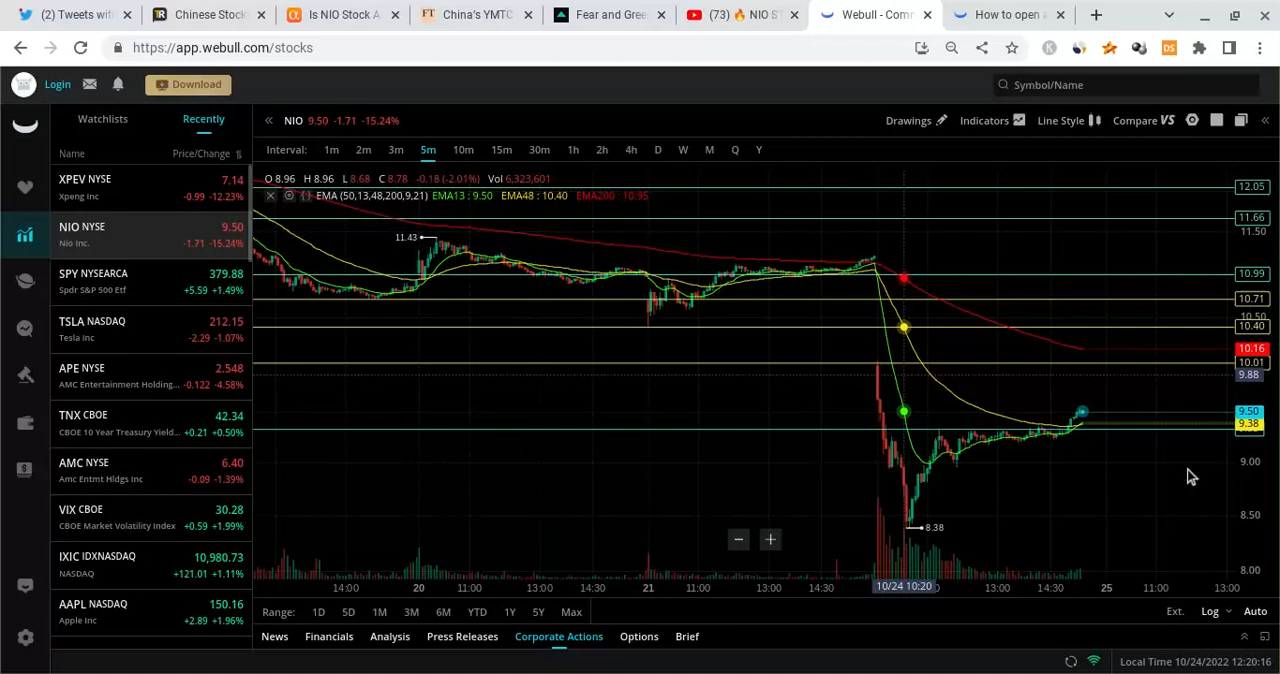 (2) Tweets with
Chinese Stock
Is NIO Stock A
China's YMTC
Fear and Gree
(73) 🔥 NIO ST
Webull - Com
How to open a
https://app.webull.com/stocks
Login
Download
Symbol/Name
Watchlists
Recently
Name
Price/Change
XPEV NYSE 7.14
Xpeng Inc -0.99 -12.23%
NIO NYSE 9.50
Nio Inc. -1.71 -15.24%
SPY NYSEARCA 379.88
Spdr S&P 500 Etf +5.59 +1.49%
TSLA NASDAQ 212.15
Tesla Inc -2.29 -1.07%
APE NYSE 2.548
AMC Entertainment Holding... -0.122 -4.58%
TNX CBOE 42.34
CBOE 10 Year Treasury Yield... +0.21 +0.50%
AMC NYSE 6.40
Amc Entmt Hldgs Inc -0.09 -1.39%
VIX CBOE 30.28
CBOE Market Volatility Index +0.59 +1.99%
IXIC IDXNASDAQ 10,980.73
NASDAQ +121.01 +1.11%
AAPL NASDAQ 150.16
Apple Inc +2.89 +1.96%
NIO 9.50 -1.71 -15.24%
Drawings
Indicators
Line Style
Compare VS
Interval: 1m 2m 3m 5m 10m 15m 30m 1h 2h 4h D W M Q Y
O 8.96 H 8.96 L 8.68 C 8.78 -0.18 (-2.01%) Vol 6,323,601
EMA (50,13,48,200,9,21) EMA13 : 9.50 EMA48 : 10.40 EMA200 : 10.95
11.43
8.38
12.05
11.66
11.50
10.99
10.71
10.50
10.40
10.16
10.01
9.88
9.50
9.38
9.00
8.50
8.00
14:00 20 11:00 13:00 14:30 21 11:00 13:00 14:30 10/24 10:20 13:00 14:30 25 11:00 13:00
Range: 1D 5D 1M 3M 6M YTD 1Y 5Y Max
Ext. Log Auto
News Financials Analysis Press Releases Corporate Actions Options Brief
Local Time 10/24/2022 12:20:16